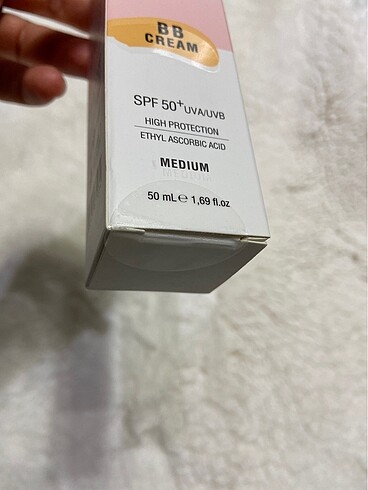 BB
CREAM
SPF 50+ UVA/UVB
HIGH PROTECTION
ETHYL ASCORBIC ACID
MEDIUM
50 mL ℮ 1,69 fl.oz